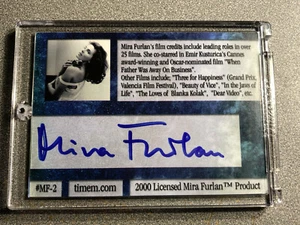 Mira Furlan's film credits include leading roles in over
25 films. She co-starred in Emir Kusturica's Cannes
award-winning and Oscar-nominated film "When
Father Was Away On Business".
Other Films include; "Three for Happiness" (Grand Prix,
Valencia Film Festival), "Beauty of Vice", "In the Jaws of
Life", "The Loves of Blanka Kolak", "Dear Video", etc.
Mira Furlan
#MF-2
timem.com
2000 Licensed Mira Furlan™ Product